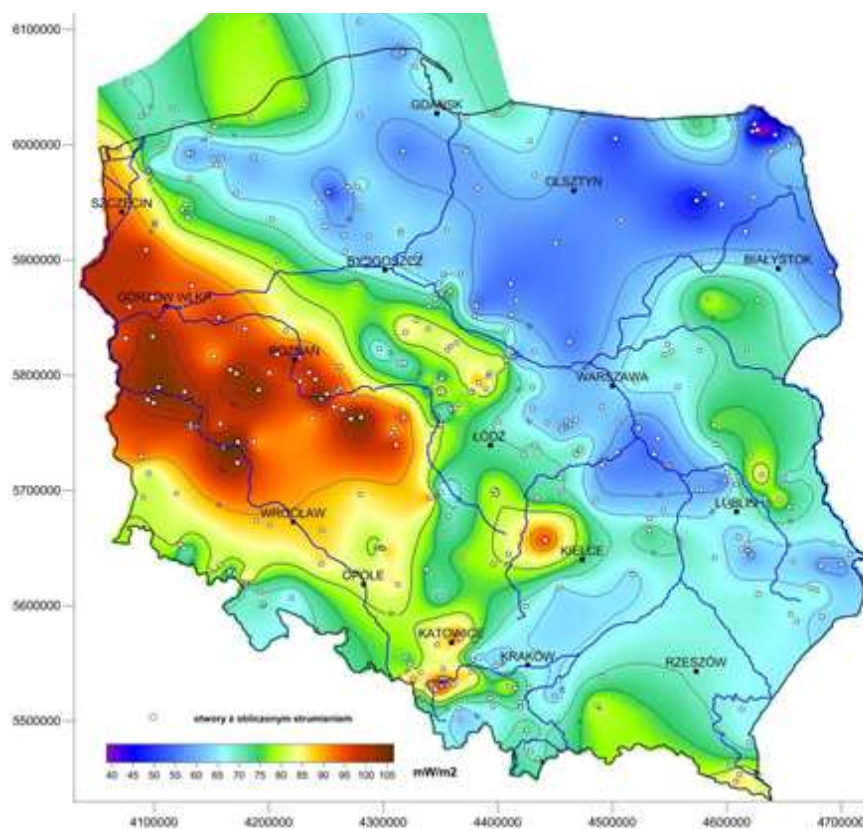 6100000
GDAŃSK
6000000
OLSZTYN
SZCZECIN
5900000
BYDGOSZCZ
BIAŁYSTOK
GORZÓW WLKP
POZNAŃ
5800000
WARSZAWA
ŁÓDŹ
5700000
LUBLIN
WROCŁAW
KIELCE
OPOLE
5600000
KATOWICE
KRAKÓW
RZESZÓW
otwory z obliczonym strumieniem
5500000
40 45 50 55 60 65 70 75 80 85 90 95 100 105
mW/m2
4100000 4200000 4300000 4400000 4500000 4600000 4700000